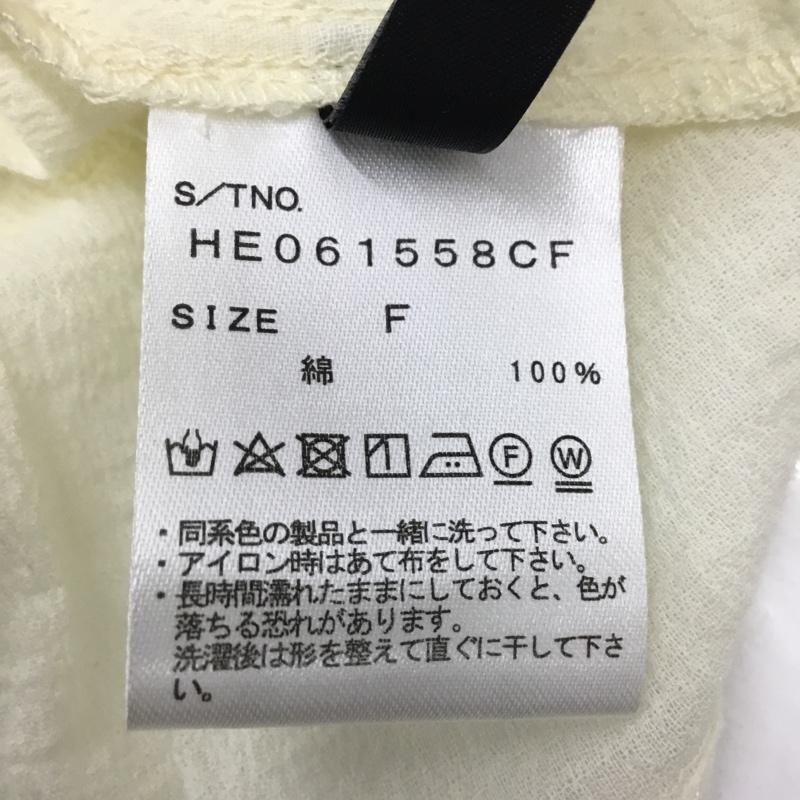 S/TNO.
HE061558CF
SIZE F
綿 100%
F W
・同系色の製品と一緒に洗って下さい。
・アイロン時はあて布をして下さい。
・長時間濡れたままにしておくと、色が
落ちる恐れがあります。
洗濯後は形を整えて直ぐに干して下さ
い。